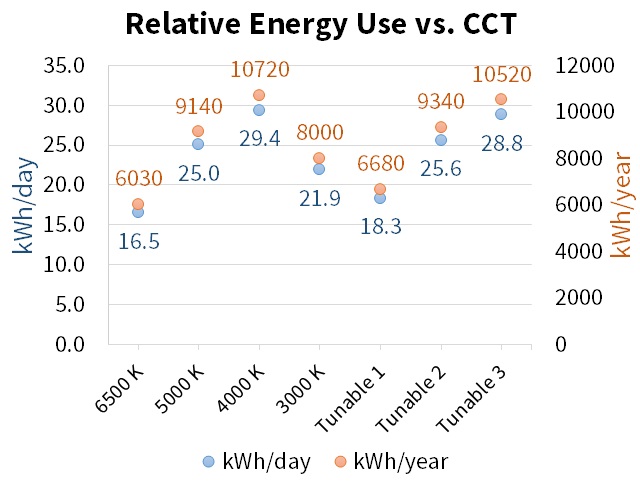 Relative Energy Use vs. CCT
35.0
30.0
25.0
20.0
15.0
10.0
5.0
0.0
kWh/day
12000
10000
8000
6000
4000
2000
0
kWh/year
6030
9140
10720
8000
6680
9340
10520
16.5
25.0
29.4
21.9
18.3
25.6
28.8
6500 K
5000 K
4000 K
3000 K
Tunable 1
Tunable 2
Tunable 3
kWh/day
kWh/year